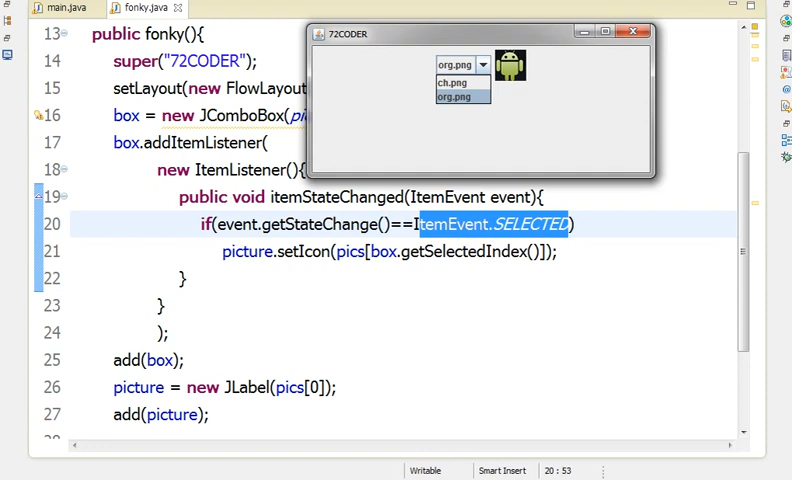 main.java
fonky.java
13 public fonky(){
14 super("72CODER");
15 setLayout(new FlowLayout
16 box = new JComboBox(pi
17 box.addItemListener(
18 new ItemListener(){
19 public void itemStateChanged(ItemEvent event){
20 if(event.getStateChange()==ItemEvent.SELECTED)
21 picture.setIcon(pics[box.getSelectedIndex()]);
22 }
23 }
24 );
25 add(box);
26 picture = new JLabel(pics[0]);
27 add(picture);
72CODER
org.png
ch.png
org.png
Writable
Smart Insert
20 : 53